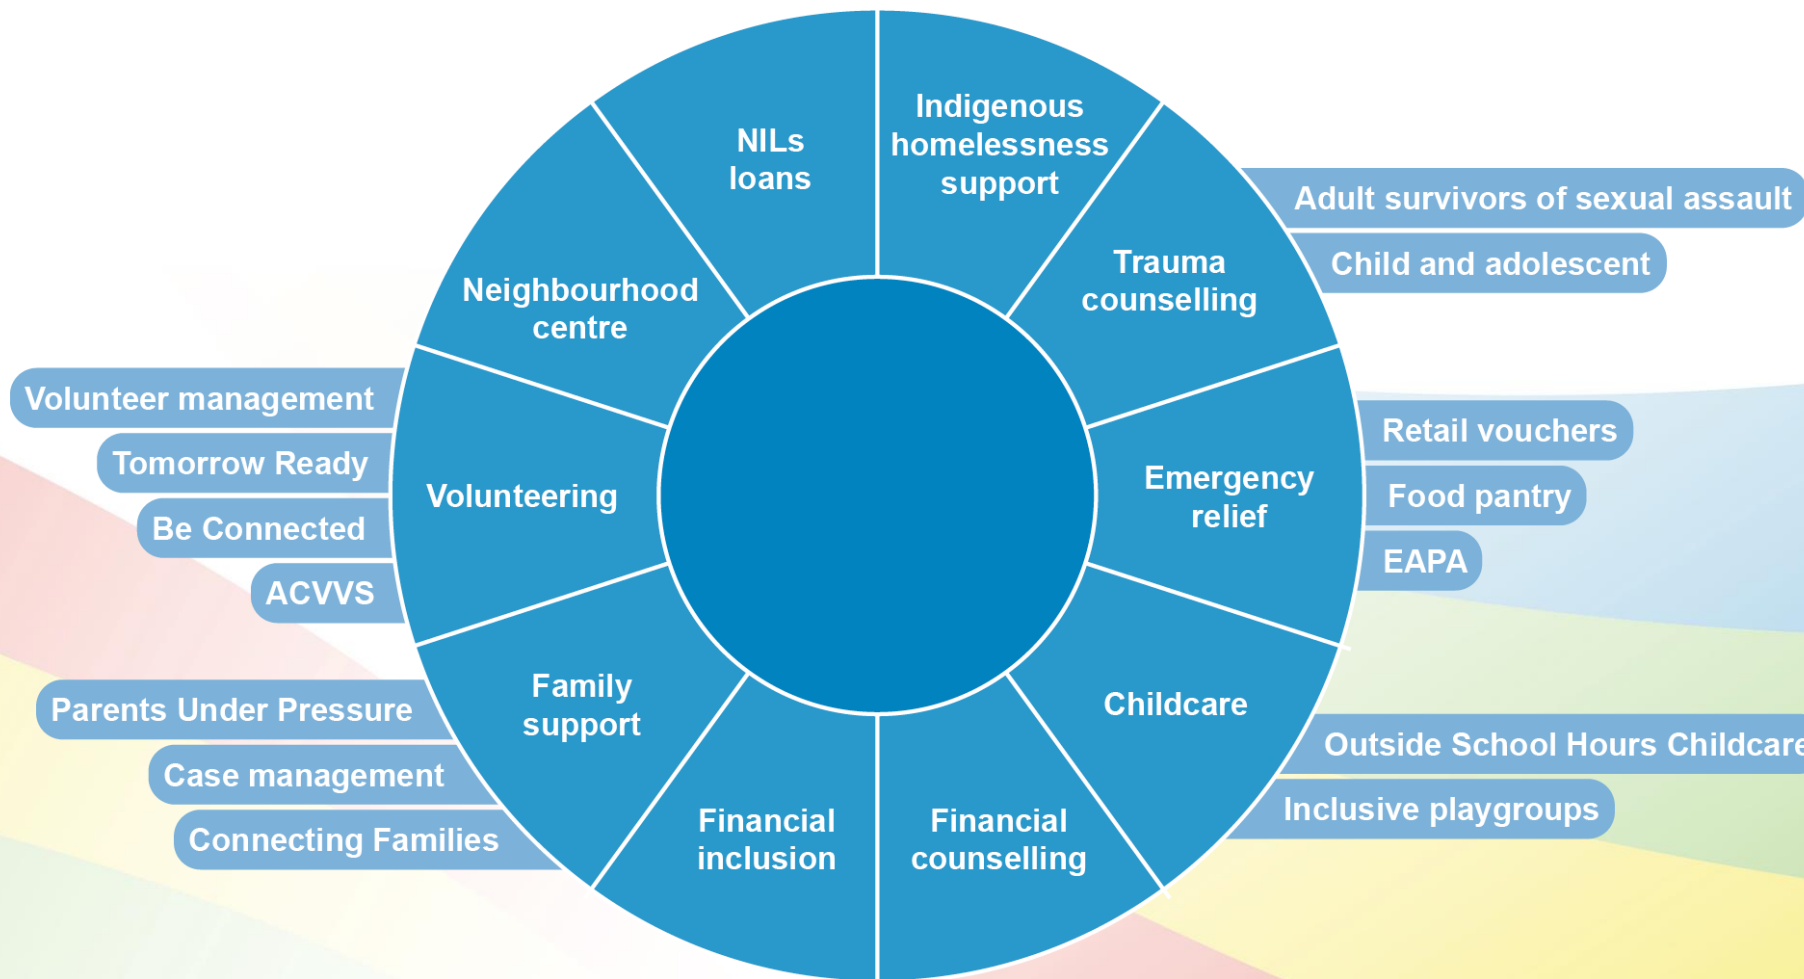 NILs
loans
Indigenous
homelessness
support
Trauma
counselling
Adult survivors of sexual assault
Child and adolescent
Emergency
relief
Retail vouchers
Food pantry
EAPA
Childcare
Outside School Hours Childcare
Inclusive playgroups
Financial
counselling
Financial
inclusion
Family
support
Parents Under Pressure
Case management
Connecting Families
Volunteering
Volunteer management
Tomorrow Ready
Be Connected
ACVVS
Neighbourhood
centre